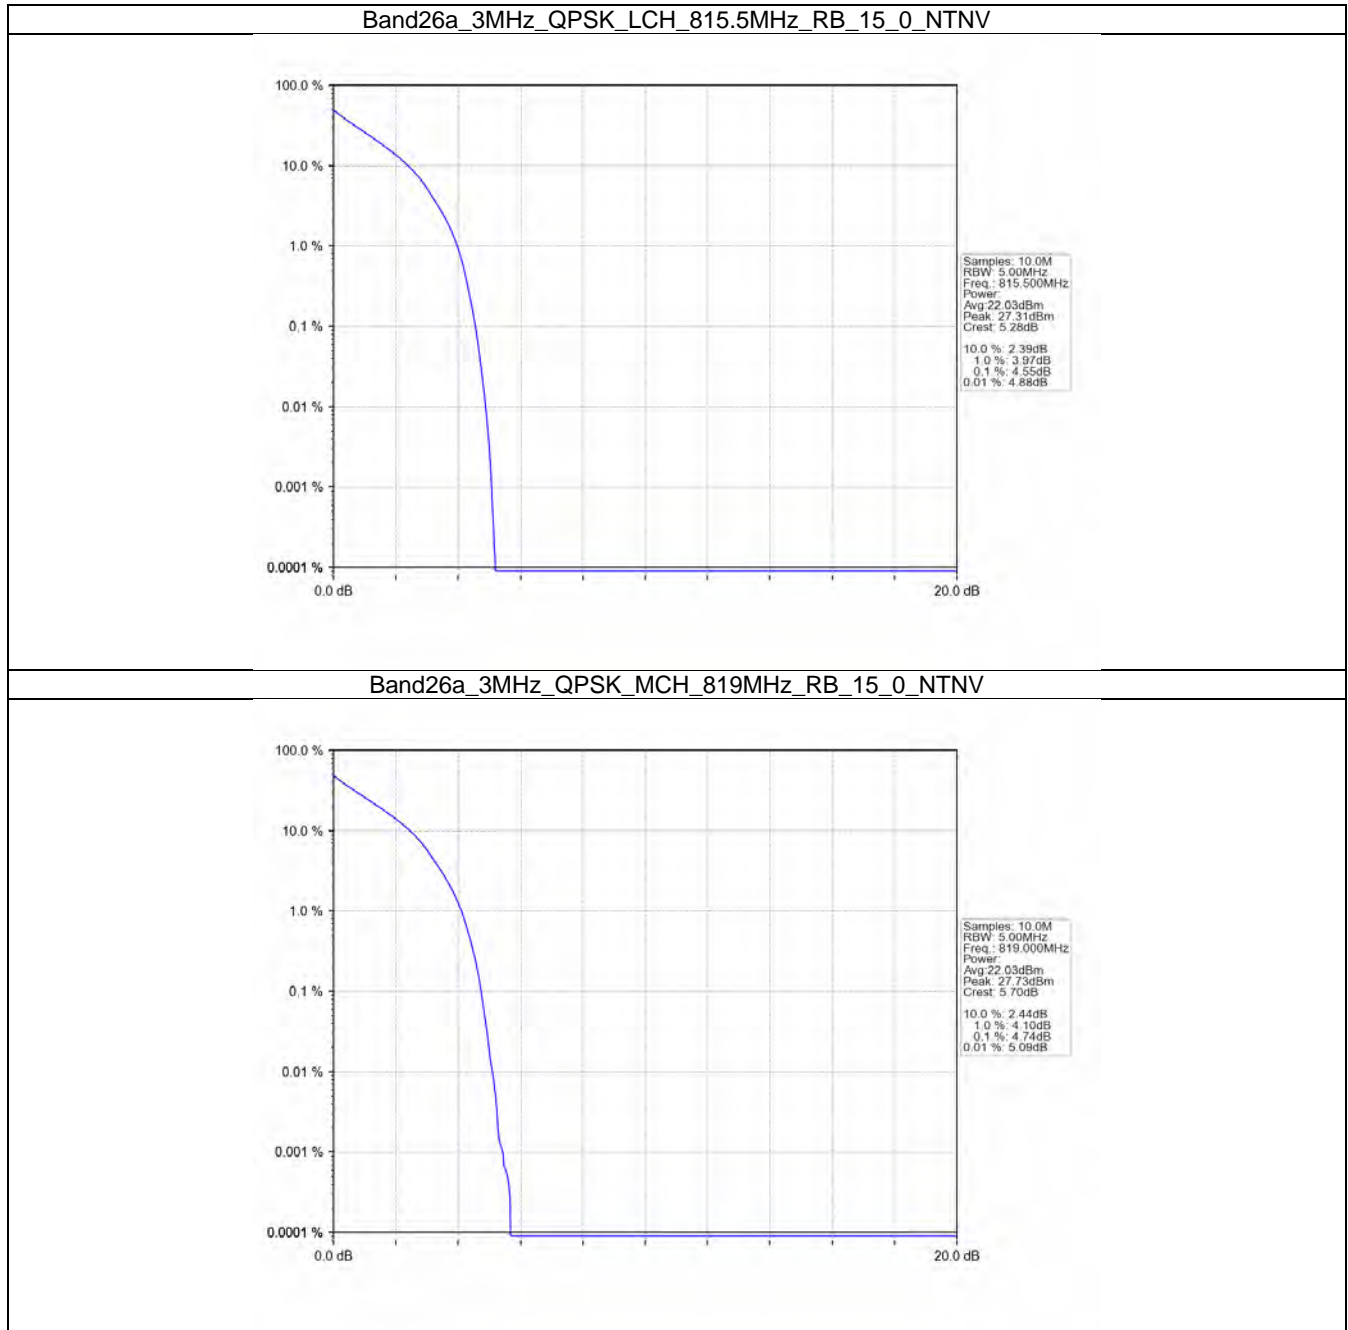 Band26a_3MHz_QPSK_LCH_815.5MHz_RB_15_0_NTNV
100.0 %
10.0 %
1.0 %
0.1 %
0.01 %
0.001 %
0.0001 %
0.0 dB
20.0 dB
Samples: 10.0M
RBW: 5.00MHz
Freq.: 815.500MHz
Power:
Avg:22.03dBm
Peak: 27.31dBm
Crest: 5.28dB
10.0 %: 2.39dB
1.0 %: 3.97dB
0.1 %: 4.55dB
0.01 %: 4.88dB
Band26a_3MHz_QPSK_MCH_819MHz_RB_15_0_NTNV
100.0 %
10.0 %
1.0 %
0.1 %
0.01 %
0.001 %
0.0001 %
0.0 dB
20.0 dB
Samples: 10.0M
RBW: 5.00MHz
Freq.: 819.000MHz
Power:
Avg:22.03dBm
Peak: 27.73dBm
Crest: 5.70dB
10.0 %: 2.44dB
1.0 %: 4.10dB
0.1 %: 4.74dB
0.01 %: 5.09dB